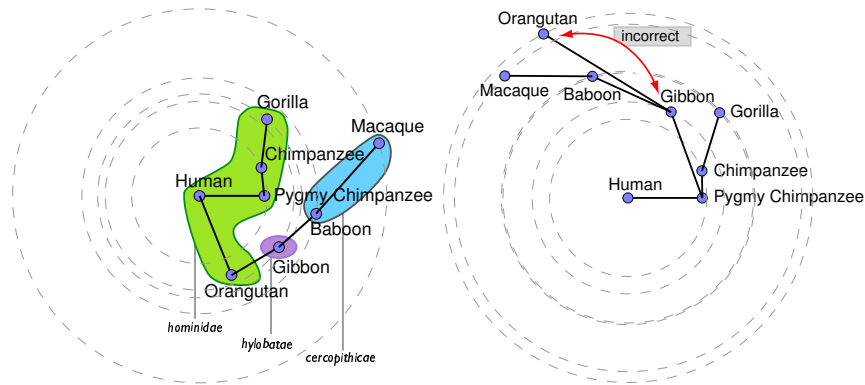 Gorilla
Macaque
Chimpanzee
Human
Pygmy Chimpanzee
Baboon
Gibbon
Orangutan
hominidae
hylobatae
cercopithicae
Orangutan
incorrect
Macaque
Baboon
Gibbon
Gorilla
Chimpanzee
Human
Pygmy Chimpanzee